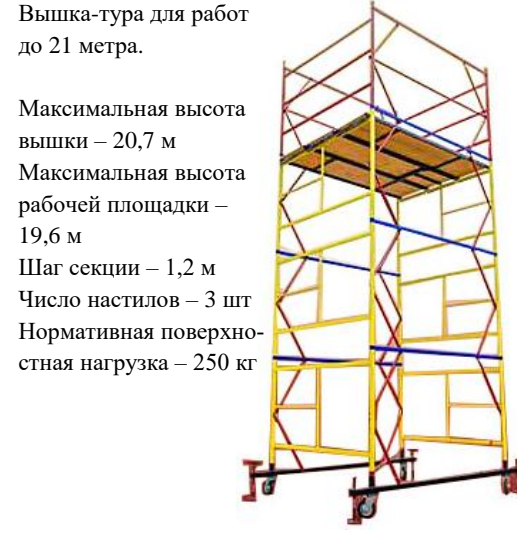 Вышка-тура для работ
до 21 метра.
Максимальная высота
вышки – 20,7 м
Максимальная высота
рабочей площадки –
19,6 м
Шаг секции – 1,2 м
Число настилов – 3 шт
Нормативная поверхно-
стная нагрузка – 250 кг